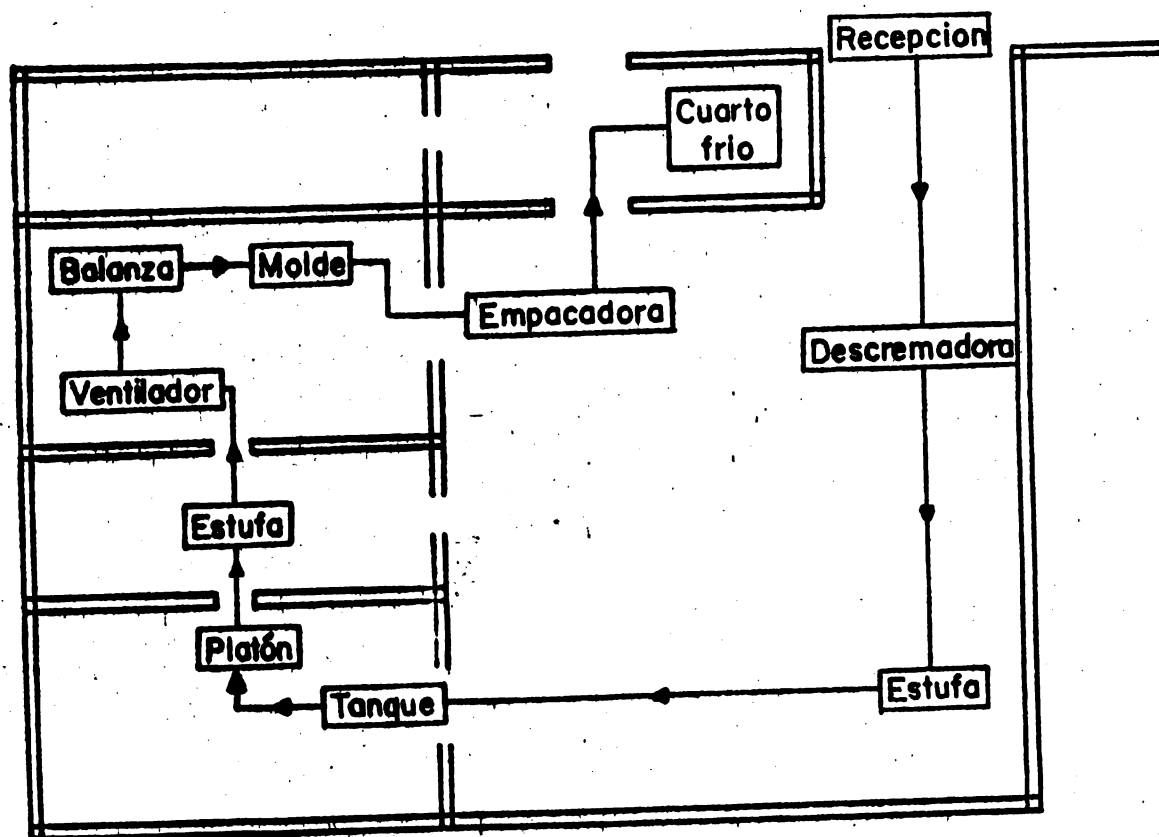 Recepcion
Cuarto
frio
Balanza
Molde
Empacadora
Descremadora
Ventilador
Estufa
Platón
Tanque
Estufa